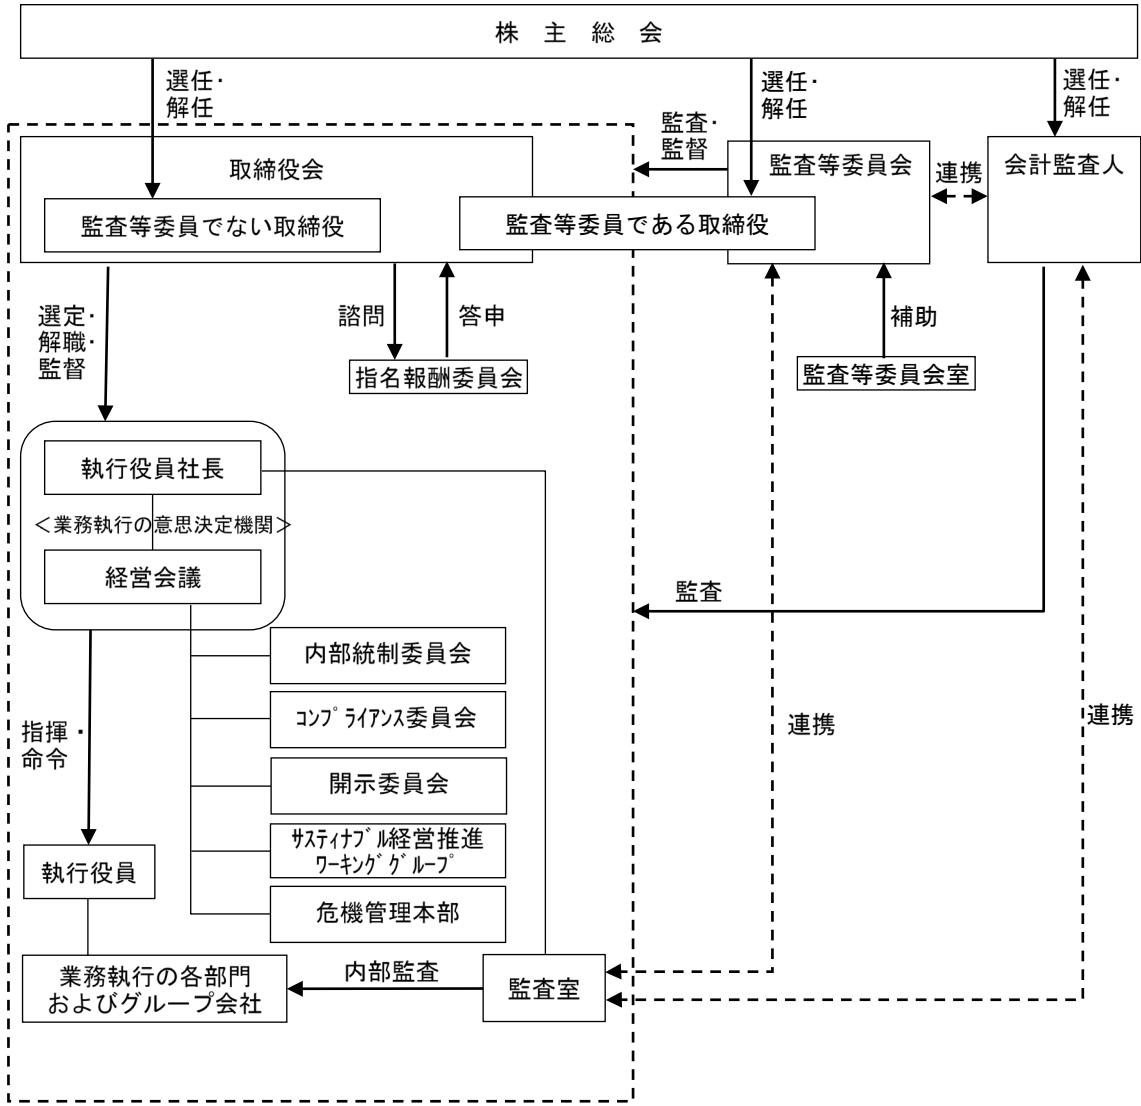 株 主 総 会
選任・
解任
選任・
解任
選任・
解任
監査・
監督
取締役会
監査等委員会
連携
会計監査人
監査等委員でない取締役
監査等委員である取締役
選定・
解職・
監督
諮問
答申
補助
指名報酬委員会
監査等委員会室
執行役員社長
＜業務執行の意思決定機関＞
経営会議
監査
内部統制委員会
ｺﾝﾌﾟﾗｲｱﾝｽ委員会
指揮・
命令
連携
連携
開示委員会
ｻｽﾃｨﾅﾌﾞﾙ経営推進
ﾜｰｷﾝｸﾞｸﾞﾙｰﾌﾟ
執行役員
危機管理本部
業務執行の各部門
およびグループ会社
内部監査
監査室